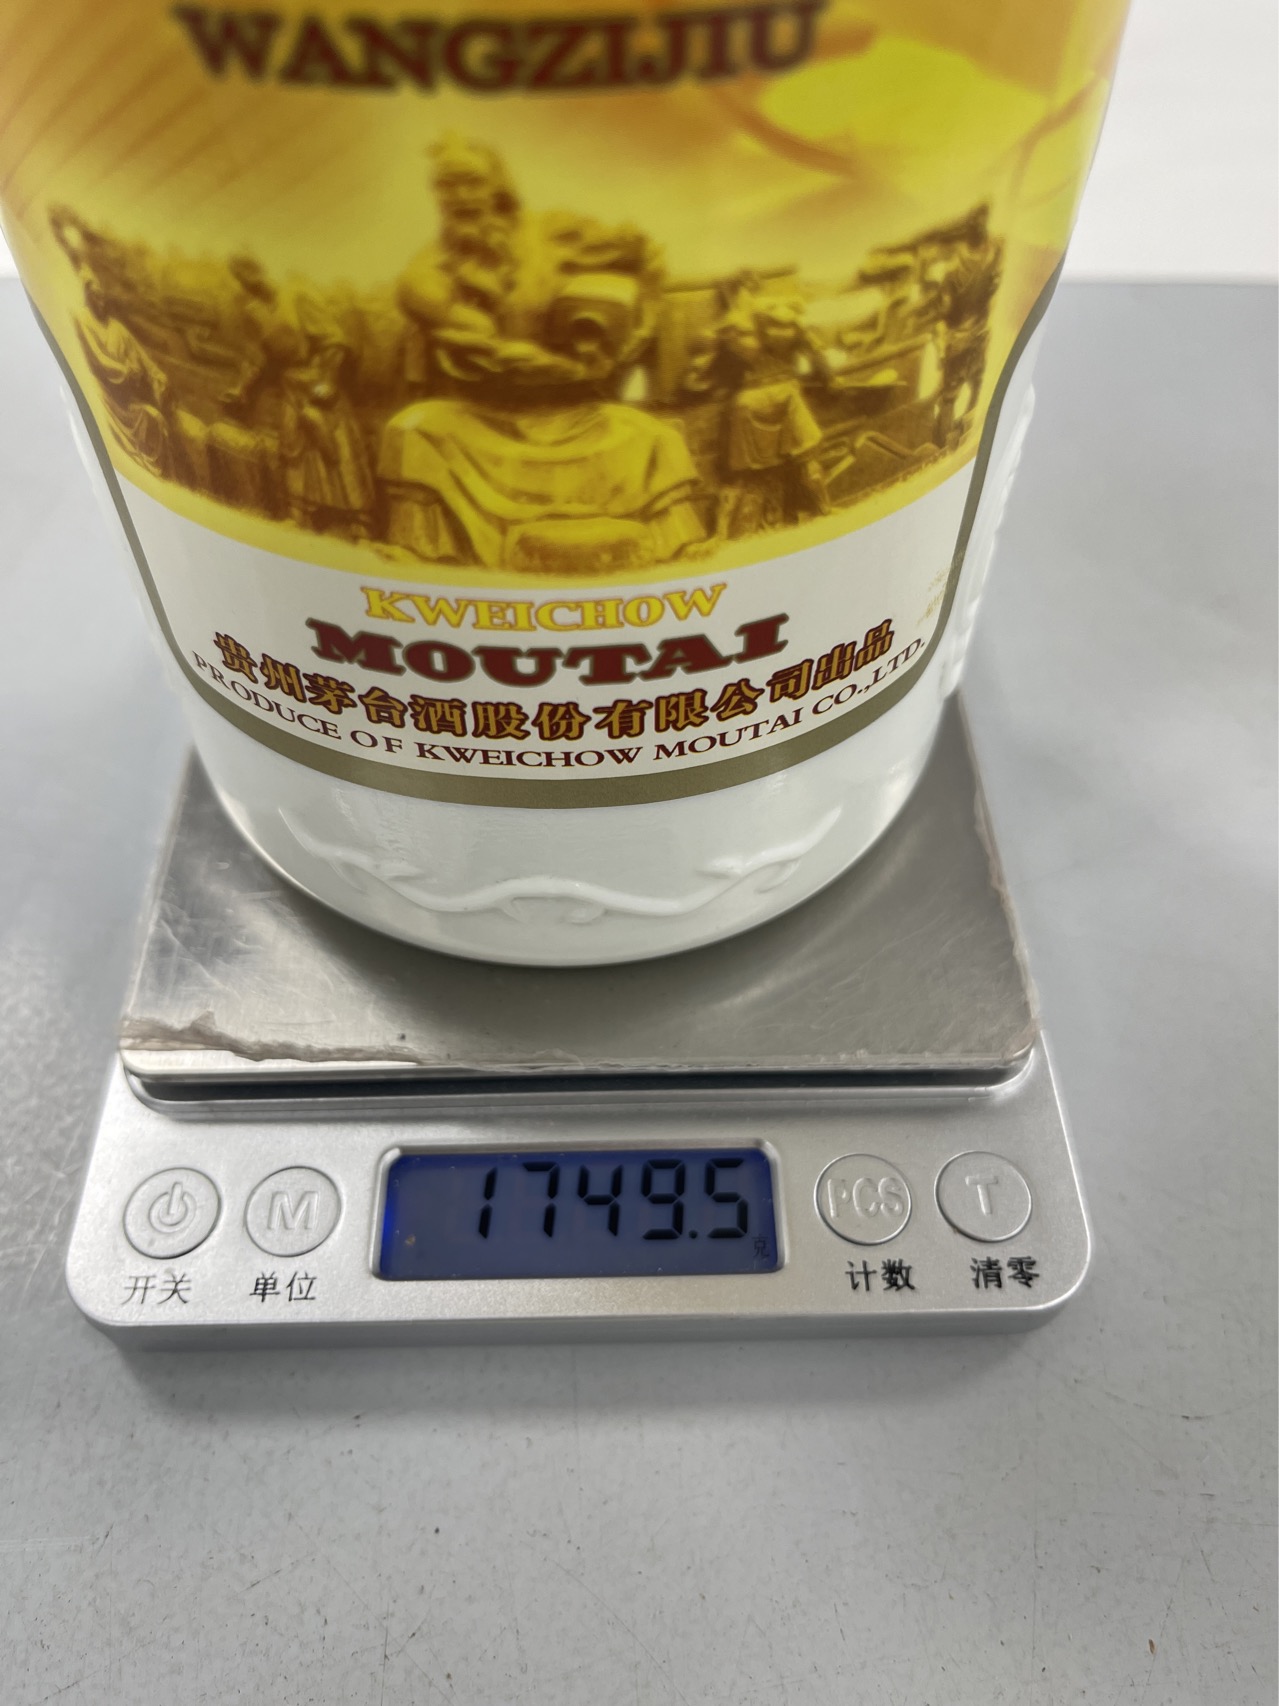 WANGZIJIU
KWEICHOW
MOUTAI
贵州茅台酒股份有限公司出品
PRODUCE OF KWEICHOW MOUTAI CO.,LTD.
1749.5
克
M
PCS
T
开关
单位
计数
清零